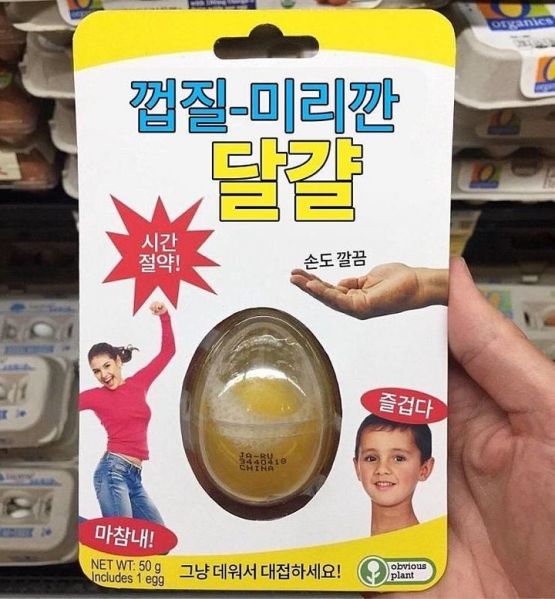 organics
껍질-미리깐
달걀
시간
절약!
손도 깔끔
즐겁다
JA-RU
3440418
CHINA
마참내!
NET WT: 50 g
Includes 1 egg
그냥 데워서 대접하세요!
obvious
plant